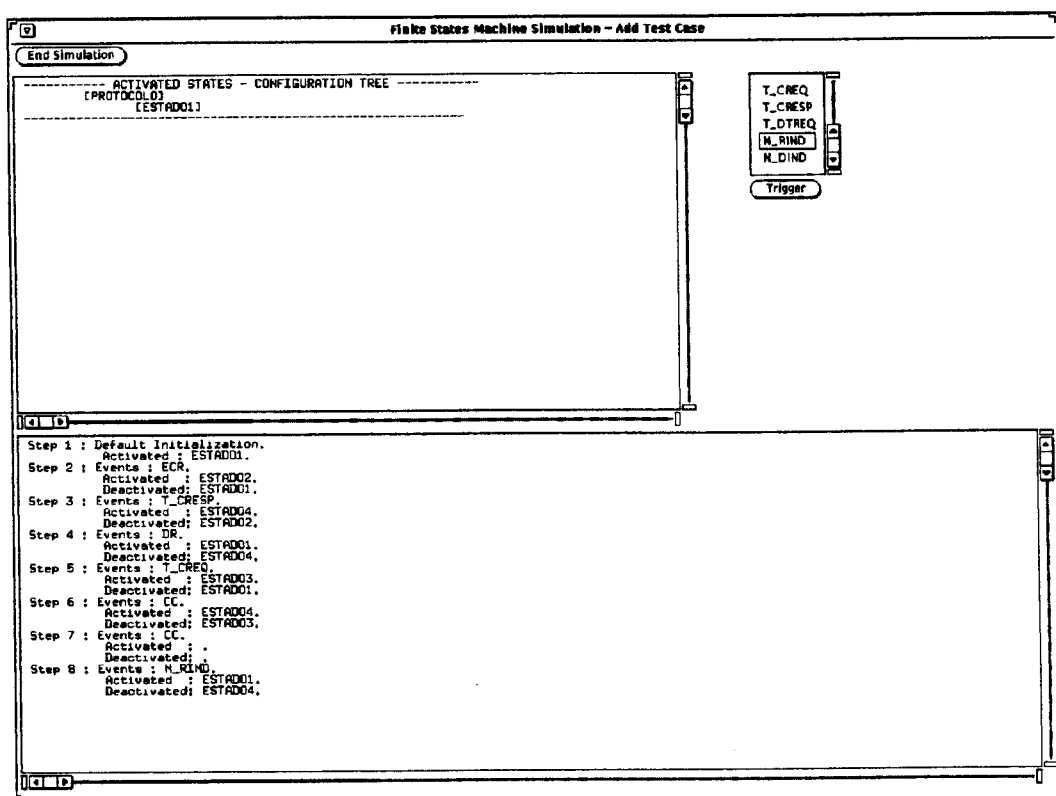 Finite States Machine Simulation - Add Test Case
End Simulation
----------- ACTIVATED STATES - CONFIGURATION TREE -----------
[PROTOCOLO]
[ESTADO1]
T_CREQ
T_CRESP
T_DTREQ
N_RIND
N_DIND
Trigger
Step 1 : Default Initialization.
Activated : ESTADO1.
Step 2 : Events : ECR.
Activated : ESTADO2.
Deactivated: ESTADO1.
Step 3 : Events : T_CRESP.
Activated : ESTADO4.
Deactivated: ESTADO2.
Step 4 : Events : DR.
Activated : ESTADO1.
Deactivated: ESTADO4.
Step 5 : Events : T_CREQ.
Activated : ESTADO3.
Deactivated: ESTADO1.
Step 6 : Events : CC.
Activated : ESTADO4.
Deactivated: ESTADO3.
Step 7 : Events : CC.
Activated : .
Deactivated: .
Step 8 : Events : N_RIND.
Activated : ESTADO1.
Deactivated: ESTADO4.